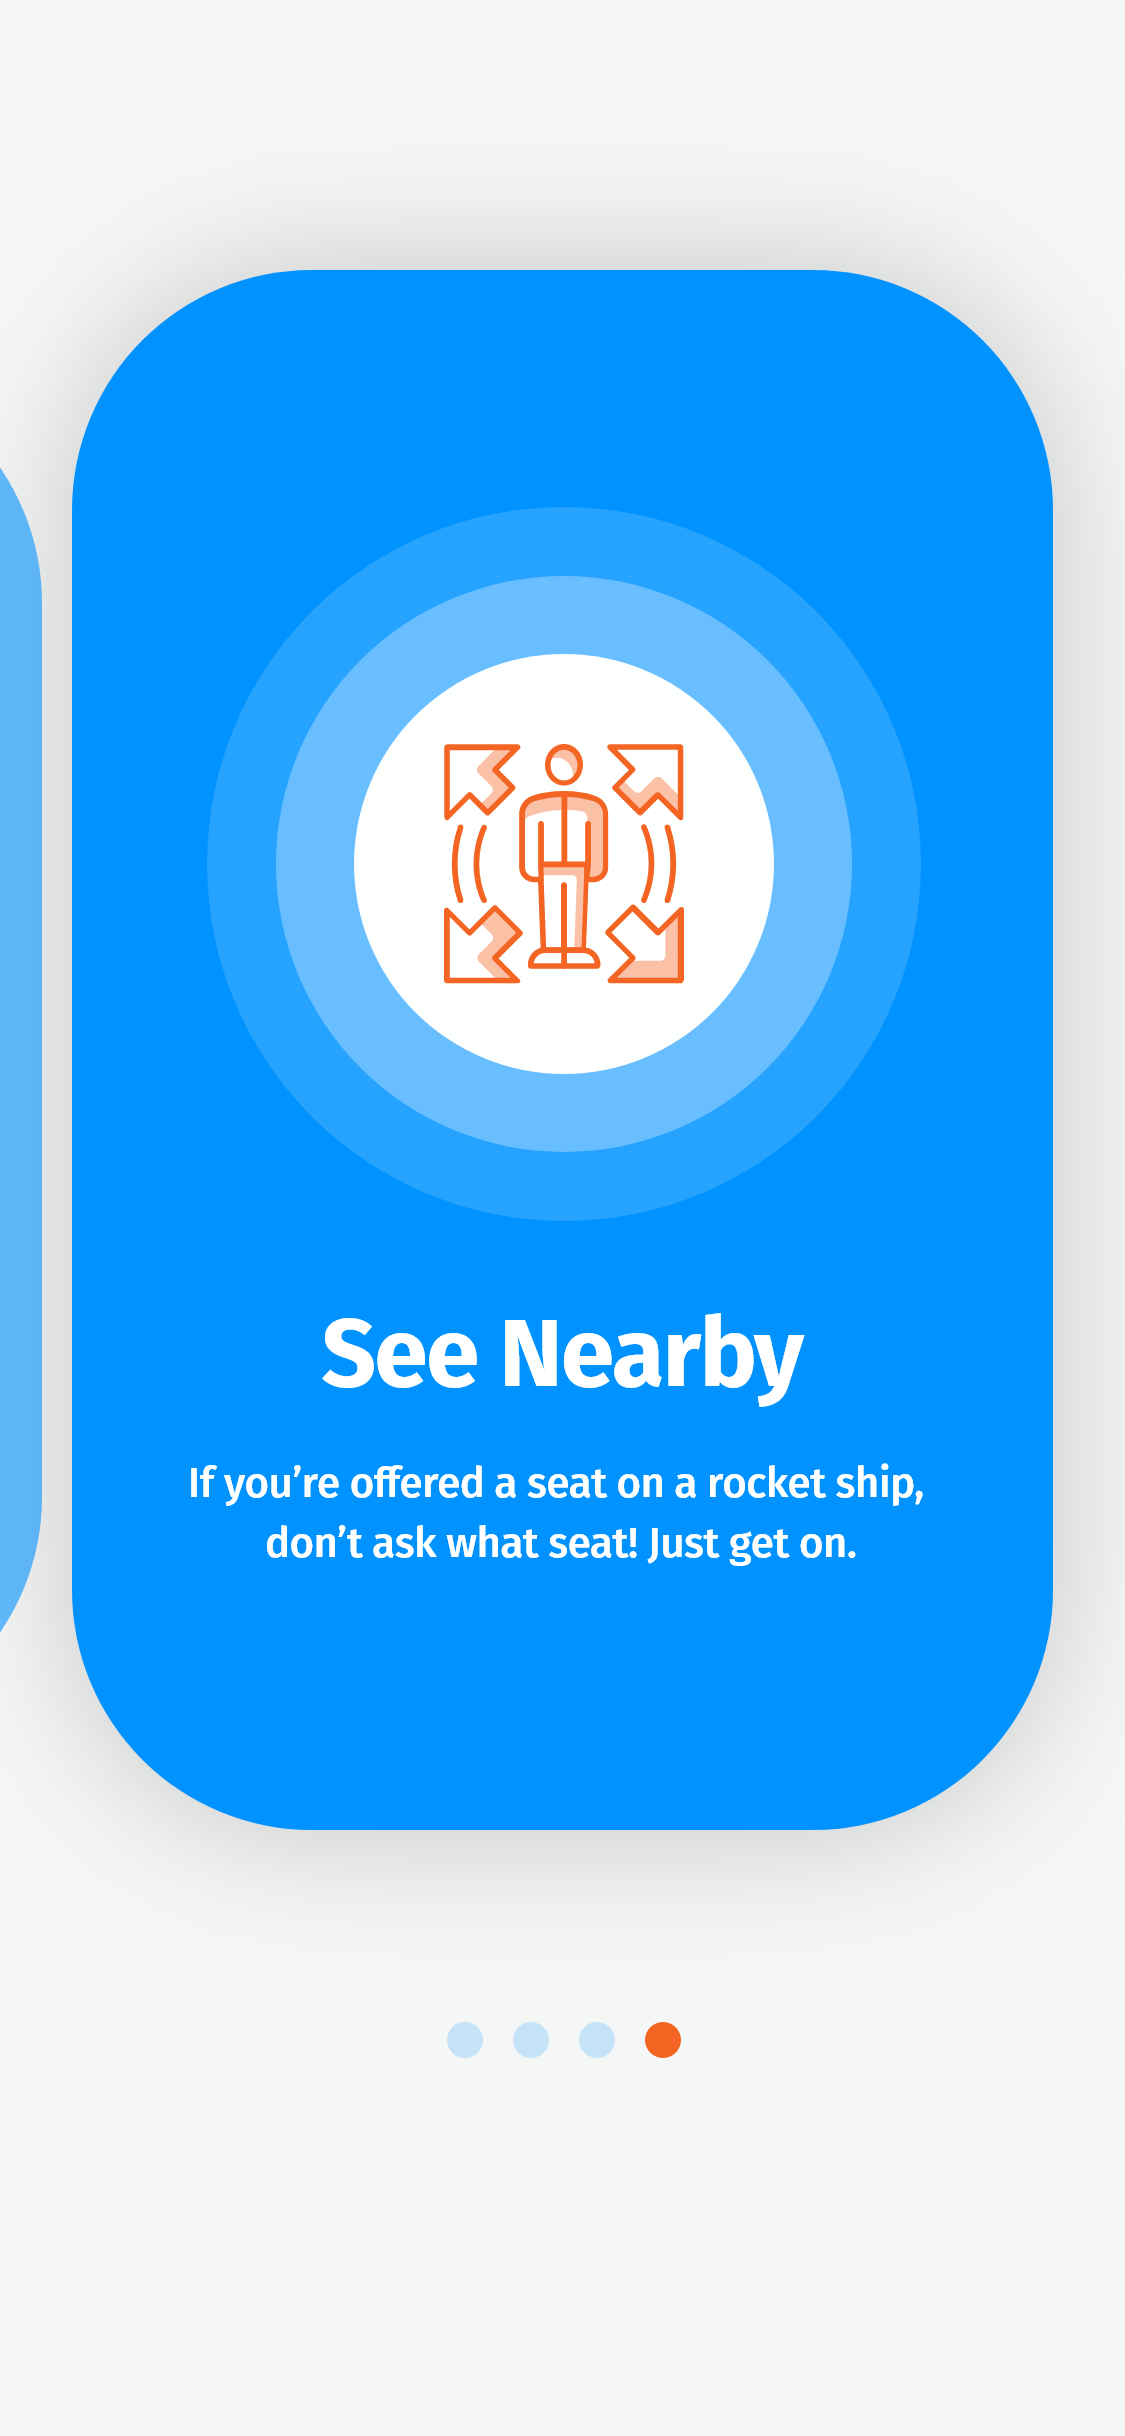 See Nearby
If you’re offered a seat on a rocket ship,
don’t ask what seat! Just get on.